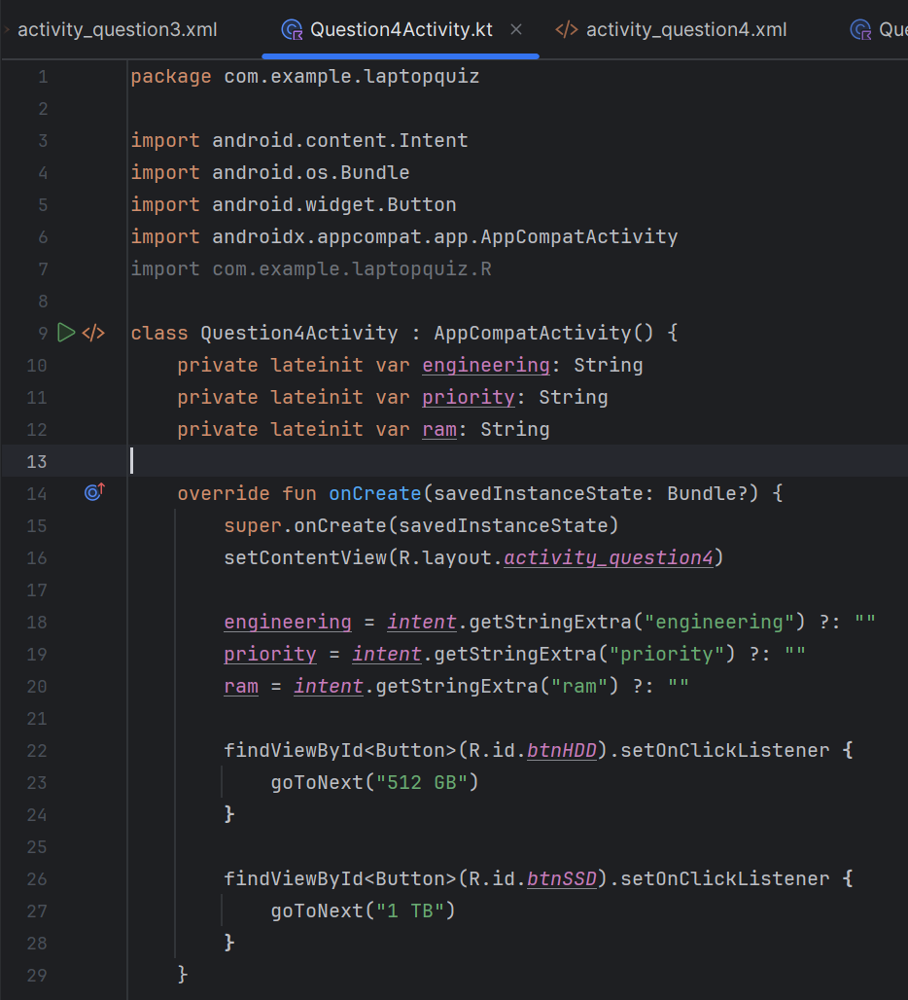 activity_question3.xml Question4Activity.kt × </> activity_question4.xml Que
1 package com.example.laptopquiz
2
3 import android.content.Intent
4 import android.os.Bundle
5 import android.widget.Button
6 import androidx.appcompat.app.AppCompatActivity
7 import com.example.laptopquiz.R
8
9 </> class Question4Activity : AppCompatActivity() {
10     private lateinit var engineering: String
11     private lateinit var priority: String
12     private lateinit var ram: String
13
14     override fun onCreate(savedInstanceState: Bundle?) {
15         super.onCreate(savedInstanceState)
16         setContentView(R.layout.activity_question4)
17
18         engineering = intent.getStringExtra("engineering") ?: ""
19         priority = intent.getStringExtra("priority") ?: ""
20         ram = intent.getStringExtra("ram") ?: ""
21
22         findViewById<Button>(R.id.btnHDD).setOnClickListener {
23             goToNext("512 GB")
24         }
25
26         findViewById<Button>(R.id.btnSSD).setOnClickListener {
27             goToNext("1 TB")
28         }
29     }